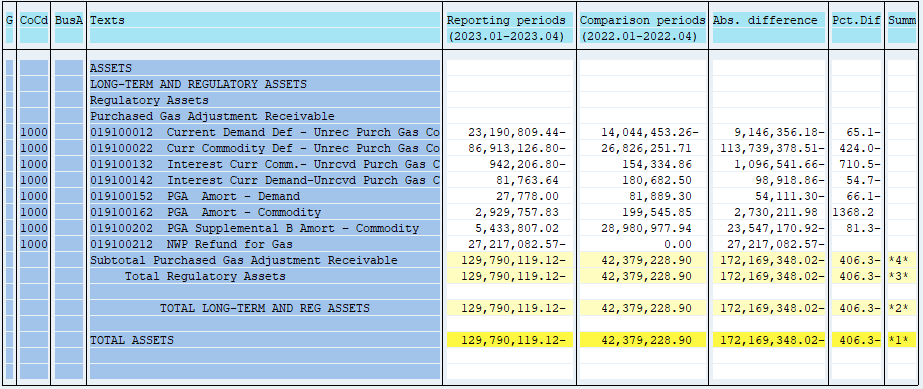 G CoCd BusA Texts Reporting periods Comparison periods Abs. difference Pct.Dif Summ
(2023.01-2023.04) (2022.01-2022.04)
ASSETS
LONG-TERM AND REGULATORY ASSETS
Regulatory Assets
Purchased Gas Adjustment Receivable
1000 019100012 Current Demand Def - Unrec Purch Gas Co 23,190,809.44- 14,044,453.26- 9,146,356.18- 65.1-
1000 019100022 Curr Commodity Def - Unrec Purch Gas Co 86,913,126.80- 26,826,251.71 113,739,378.51- 424.0-
1000 019100132 Interest Curr Comm.- Unrcvd Purch Gas C 942,206.80- 154,334.86 1,096,541.66- 710.5-
1000 019100142 Interest Curr Demand-Unrcvd Purch Gas C 81,763.64 180,682.50 98,918.86- 54.7-
1000 019100152 PGA Amort - Demand 27,778.00 81,889.30 54,111.30- 66.1-
1000 019100162 PGA Amort - Commodity 2,929,757.83 199,545.85 2,730,211.98 1368.2
1000 019100202 PGA Supplemental B Amort - Commodity 5,433,807.02 28,980,977.94 23,547,170.92- 81.3-
1000 019100212 NWP Refund for Gas 27,217,082.57- 0.00 27,217,082.57-
Subtotal Purchased Gas Adjustment Receivable 129,790,119.12- 42,379,228.90 172,169,348.02- 406.3- *4*
Total Regulatory Assets 129,790,119.12- 42,379,228.90 172,169,348.02- 406.3- *3*
TOTAL LONG-TERM AND REG ASSETS 129,790,119.12- 42,379,228.90 172,169,348.02- 406.3- *2*
TOTAL ASSETS 129,790,119.12- 42,379,228.90 172,169,348.02- 406.3- *1*